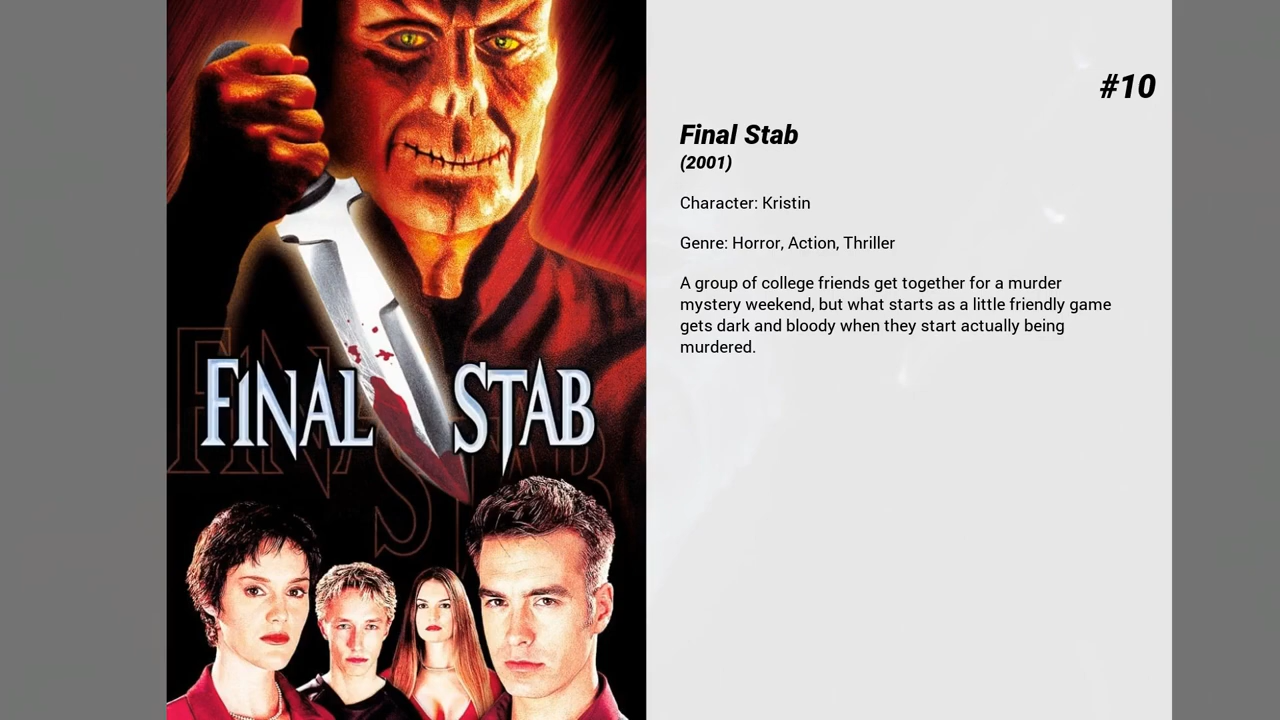 FINAL STAB
FINAL STAB
#10
Final Stab
(2001)
Character: Kristin
Genre: Horror, Action, Thriller
A group of college friends get together for a murder
mystery weekend, but what starts as a little friendly game
gets dark and bloody when they start actually being
murdered.